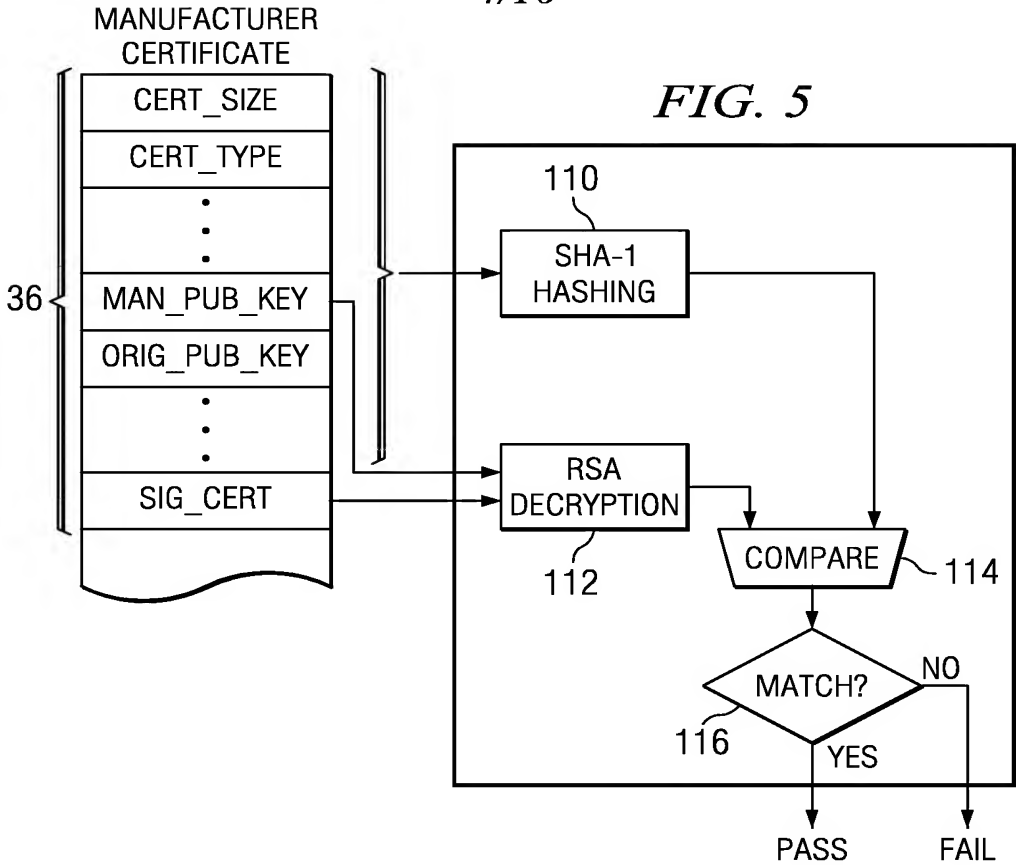 MANUFACTURER
CERTIFICATE
CERT_SIZE
CERT_TYPE
36
MAN_PUB_KEY
ORIG_PUB_KEY
SIG_CERT
FIG. 5
110
SHA-1
HASHING
RSA
DECRYPTION
112
COMPARE
114
MATCH?
NO
116
YES
PASS
FAIL